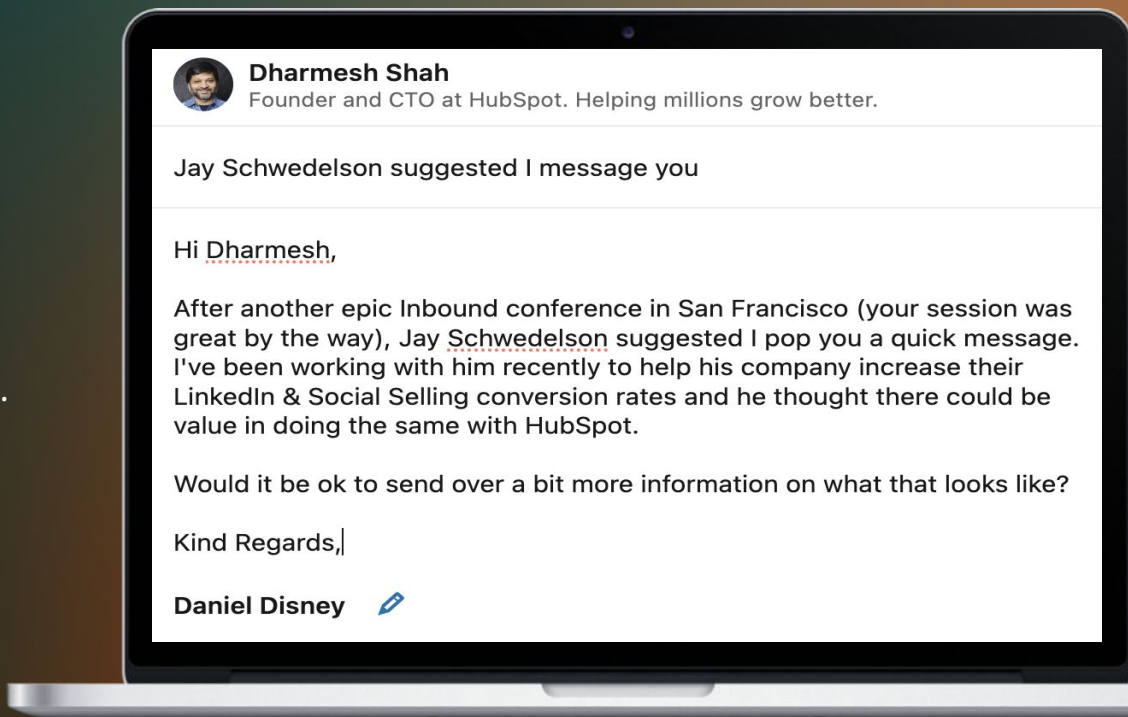 Dharmesh Shah
Founder and CTO at HubSpot. Helping millions grow better.
Jay Schwedelson suggested I message you
Hi Dharmesh,
After another epic Inbound conference in San Francisco (your session was
great by the way), Jay Schwedelson suggested I pop you a quick message.
I've been working with him recently to help his company increase their
LinkedIn & Social Selling conversion rates and he thought there could be
value in doing the same with HubSpot.
Would it be ok to send over a bit more information on what that looks like?
Kind Regards,
Daniel Disney